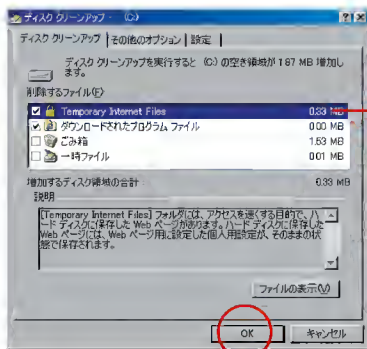 ディスク クリーンアップ : (C:)
ディスク クリーンアップ
その他のオプション
設定
ディスク クリーンアップを実行すると (C:) の空き領域が 1.87 MB 増加し
ます。
削除するファイル(F)
Temporary Internet Files 0.33 MB
ダウンロードされたプログラム ファイル 0.00 MB
ごみ箱 1.53 MB
一時ファイル 0.01 MB
増加するディスク領域の合計 0.33 MB
説明
[Temporary Internet Files] フォルダには、アクセスを速くする目的で、ハ
ード ディスクに保存した Web ページがあります。ハード ディスクに保存した
Web ページには、Web ページ用に設定した個人用設定が、そのままの状
態で保存されます。
ファイルの表示(V)
OK
キャンセル